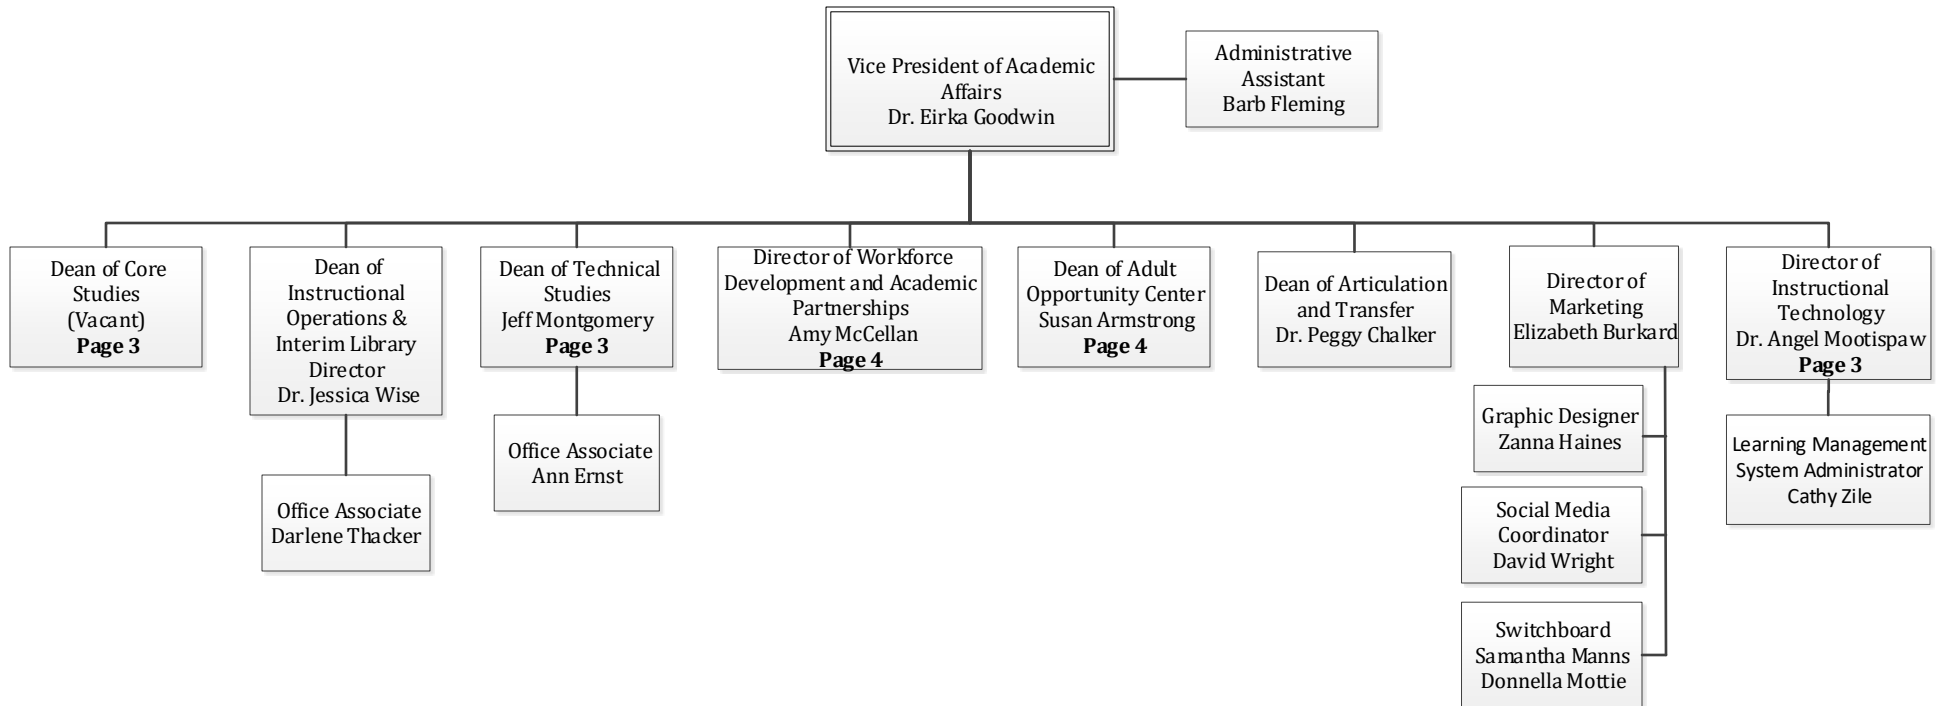 Vice President of Academic
Affairs
Dr. Eirka Goodwin
Administrative
Assistant
Barb Fleming
Dean of Core
Studies
(Vacant)
Page 3
Dean of
Instructional
Operations &
Interim Library
Director
Dr. Jessica Wise
Dean of Technical
Studies
Jeff Montgomery
Page 3
Director of Workforce
Development and Academic
Partnerships
Amy McCellan
Page 4
Dean of Adult
Opportunity Center
Susan Armstrong
Page 4
Dean of Articulation
and Transfer
Dr. Peggy Chalker
Director of
Marketing
Elizabeth Burkard
Director of
Instructional
Technology
Dr. Angel Mootispaw
Page 3
Office Associate
Darlene Thacker
Office Associate
Ann Ernst
Graphic Designer
Zanna Haines
Social Media
Coordinator
David Wright
Switchboard
Samantha Manns
Donnella Mottie
Learning Management
System Administrator
Cathy Zile